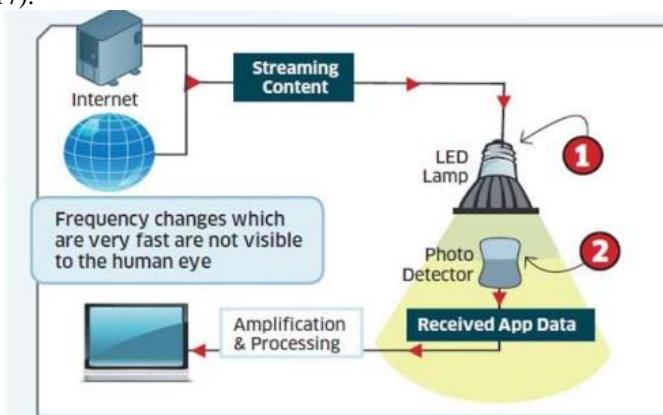 Internet
Streaming
Content
LED
Lamp
1
Frequency changes which
are very fast are not visible
to the human eye
Photo
Detector
2
Amplification
& Processing
Received App Data